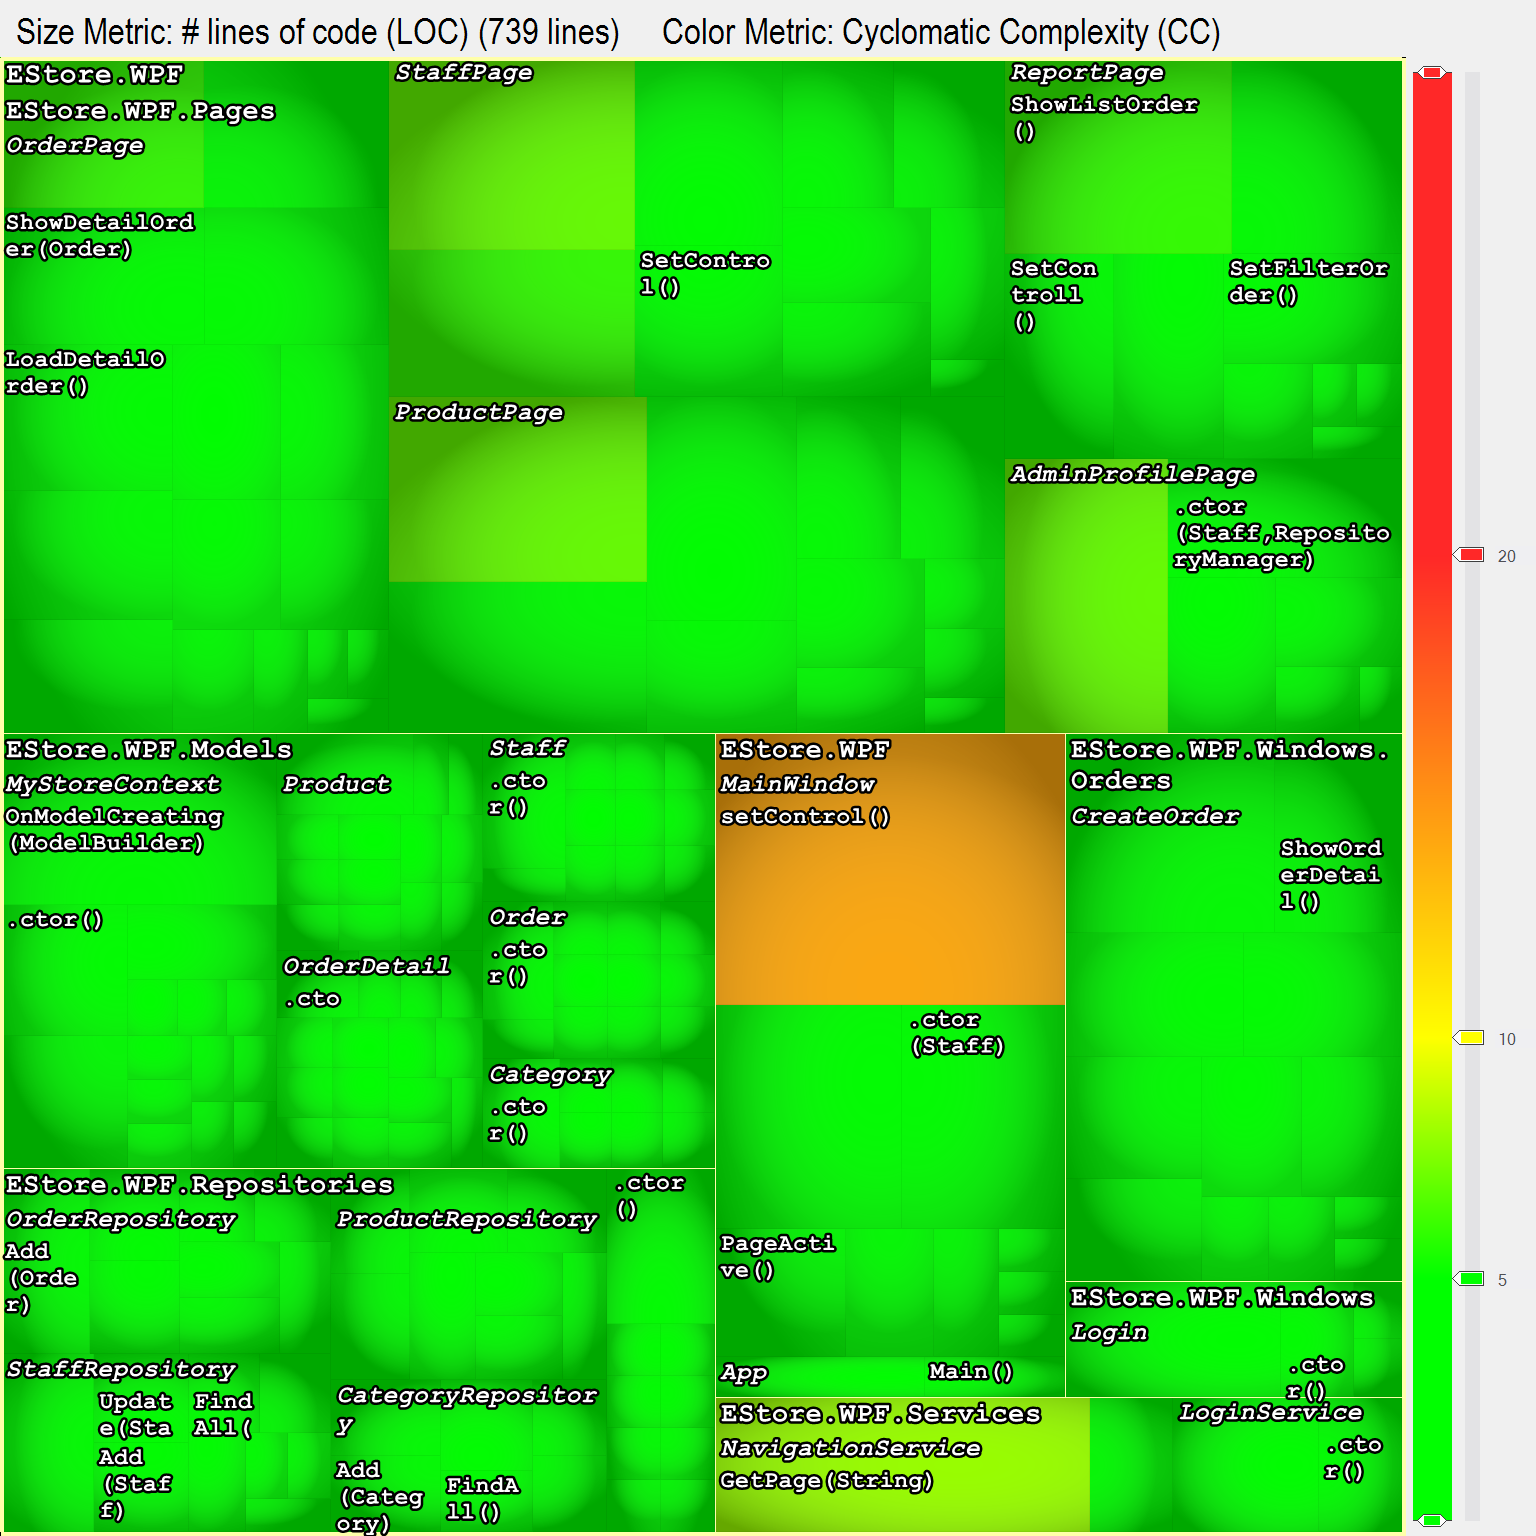 Size Metric: # lines of code (LOC) (739 lines)     Color Metric: Cyclomatic Complexity (CC)
EStore.WPF
EStore.WPF.Pages
OrderPage
ShowDetailOrd
er(Order)
LoadDetailO
rder()
StaffPage
SetContro
l()
ProductPage
ReportPage
ShowListOrder
()
SetCon
troll
()
SetFilterOr
der()
AdminProfilePage
.ctor
(Staff,Reposito
ryManager)
EStore.WPF.Models
MyStoreContext
OnModelCreating
(ModelBuilder)
.ctor()
Product
OrderDetail
.cto
Staff
.cto
r()
Order
.cto
r()
Category
.cto
r()
EStore.WPF
MainWindow
setControl()
.ctor
(Staff)
PageActi
ve()
App
Main()
EStore.WPF.Windows.
Orders
CreateOrder
ShowOrd
erDetai
l()
EStore.WPF.Windows
Login
.cto
r()
EStore.WPF.Repositories
OrderRepository
Add
(Orde
r)
ProductRepository
.ctor
()
StaffRepository
Updat
e(Sta
Find
All(
Add
(Staf
f)
CategoryRepositor
y
Add
(Categ
ory)
FindA
ll()
EStore.WPF.Services
NavigationService
GetPage(String)
LoginService
.cto
r()
20
10
5